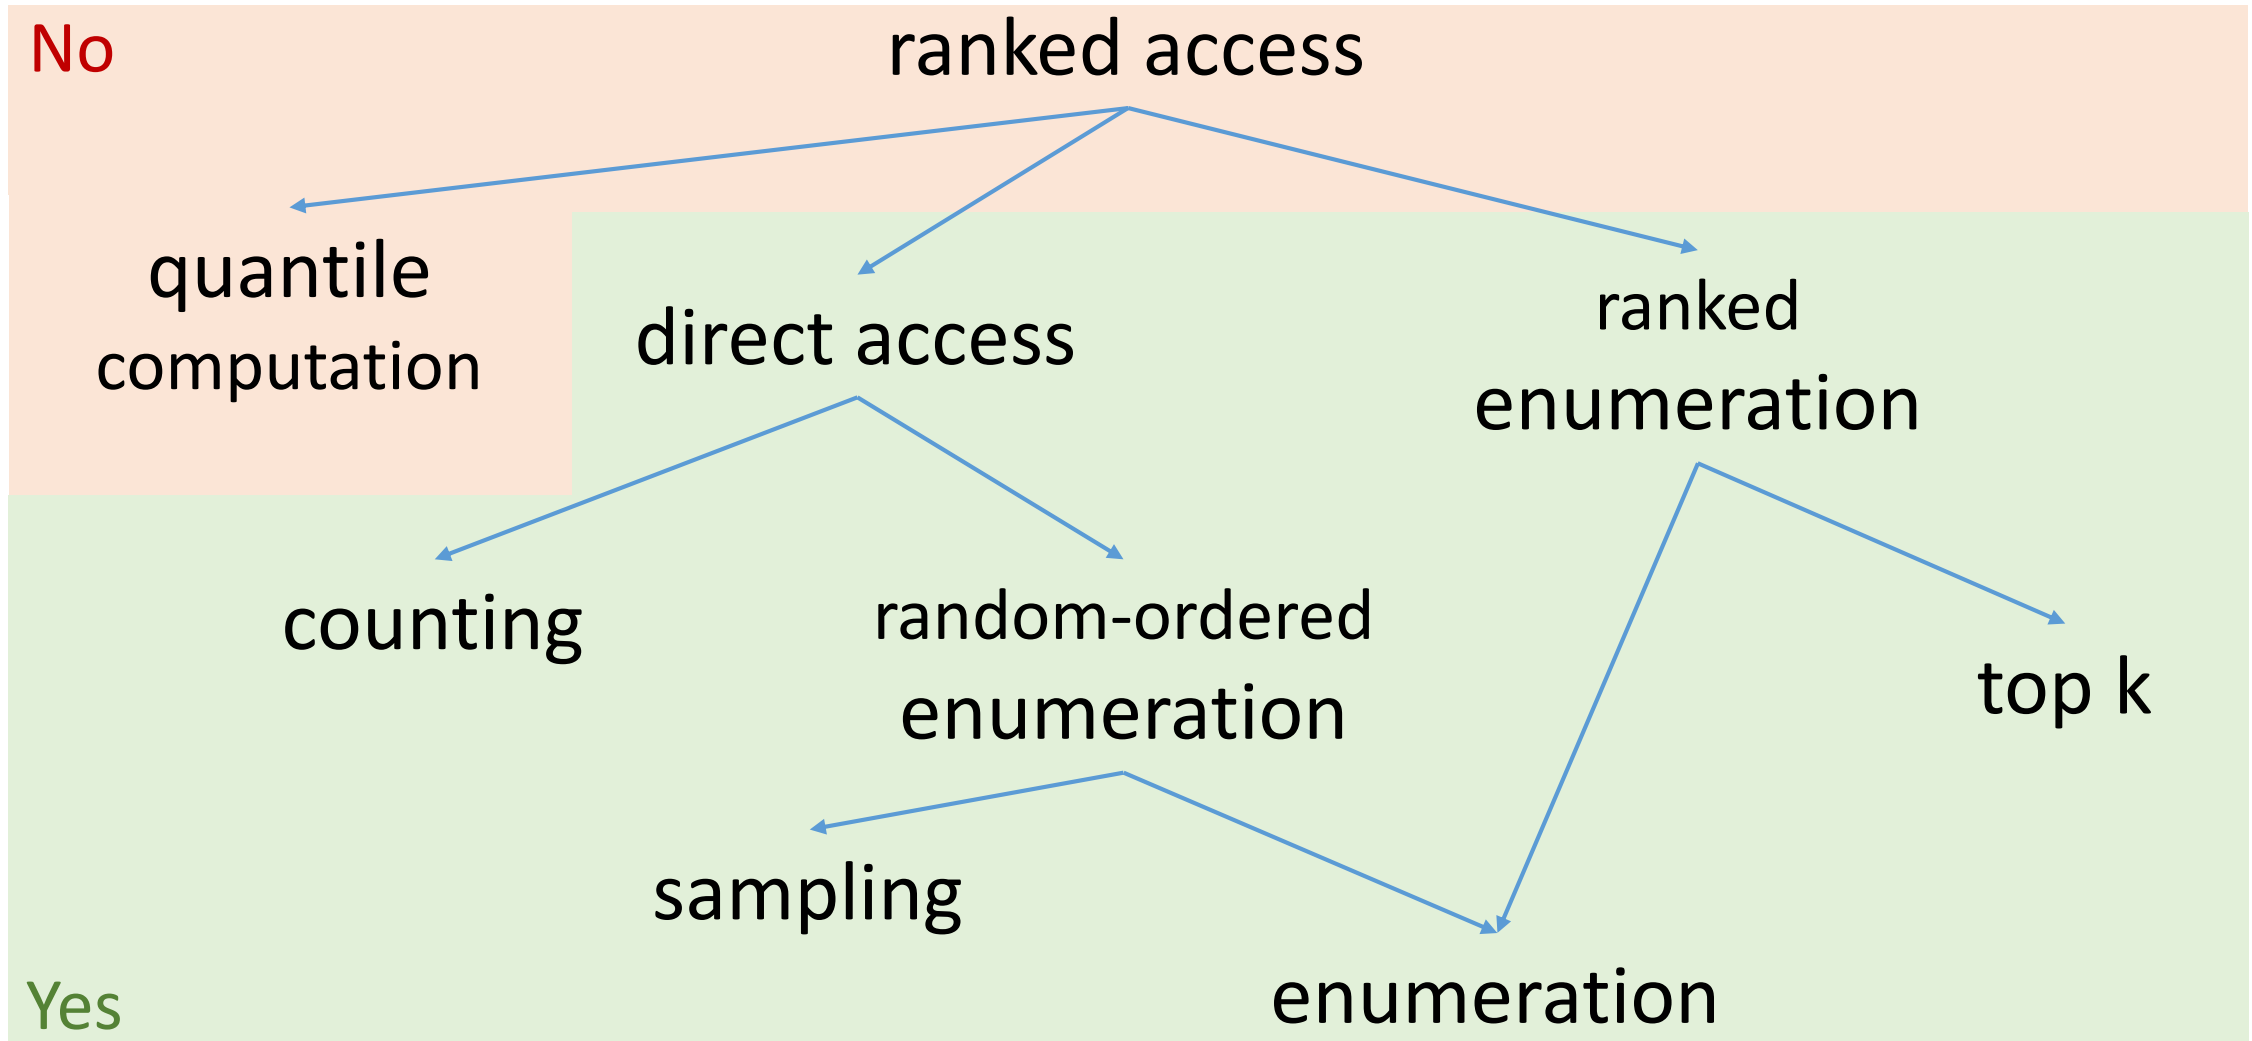 No
ranked access
quantile
computation
direct access
ranked
enumeration
counting
random-ordered
enumeration
top k
sampling
enumeration
Yes